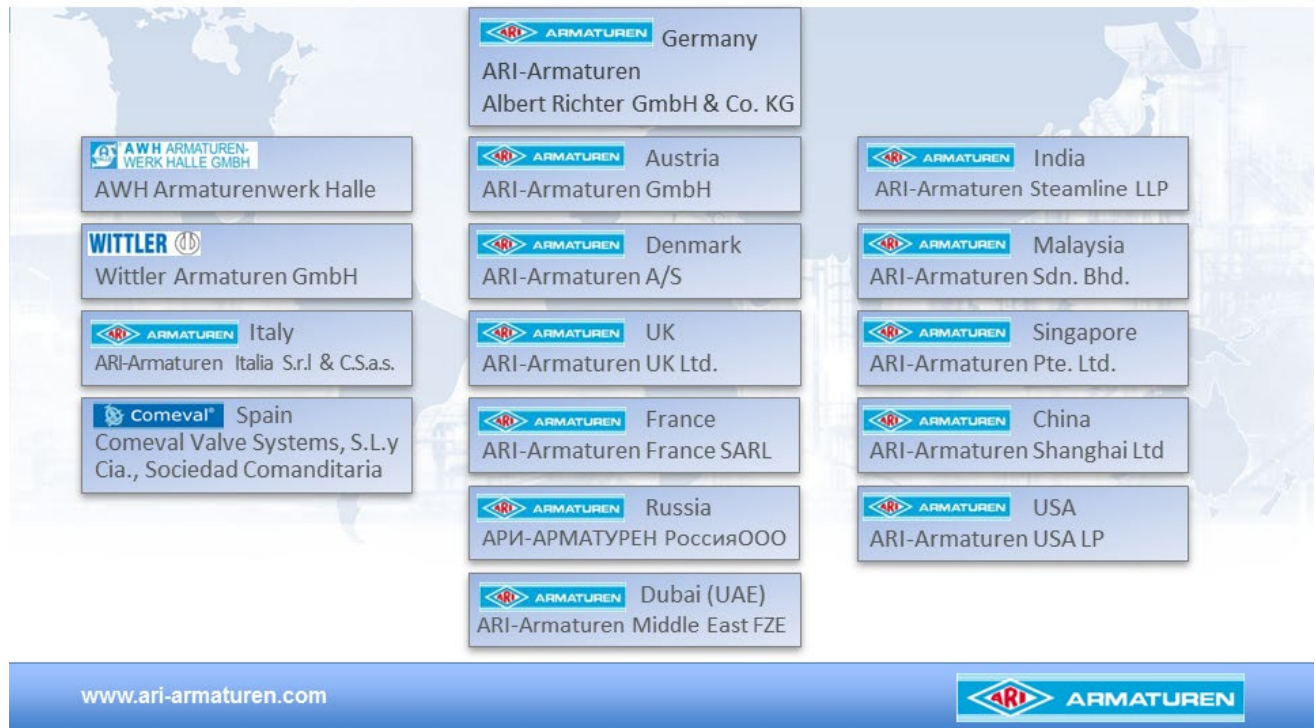 ARI ARMATUREN Germany
ARI-Armaturen
Albert Richter GmbH & Co. KG
AWH ARMATUREN-
WERK HALLE GMBH
AWH Armaturenwerk Halle
WITTLER
Wittler Armaturen GmbH
ARI ARMATUREN Italy
ARI-Armaturen Italia S.r.l & C.S.a.s.
Comeval® Spain
Comeval Valve Systems, S.L.y
Cia., Sociedad Comanditaria
ARI ARMATUREN Austria
ARI-Armaturen GmbH
ARI ARMATUREN Denmark
ARI-Armaturen A/S
ARI ARMATUREN UK
ARI-Armaturen UK Ltd.
ARI ARMATUREN France
ARI-Armaturen France SARL
ARI ARMATUREN Russia
АРИ-АРМАТУРЕН РоссияООО
ARI ARMATUREN Dubai (UAE)
ARI-Armaturen Middle East FZE
ARI ARMATUREN India
ARI-Armaturen Steamline LLP
ARI ARMATUREN Malaysia
ARI-Armaturen Sdn. Bhd.
ARI ARMATUREN Singapore
ARI-Armaturen Pte. Ltd.
ARI ARMATUREN China
ARI-Armaturen Shanghai Ltd
ARI ARMATUREN USA
ARI-Armaturen USA LP
www.ari-armaturen.com
ARI ARMATUREN